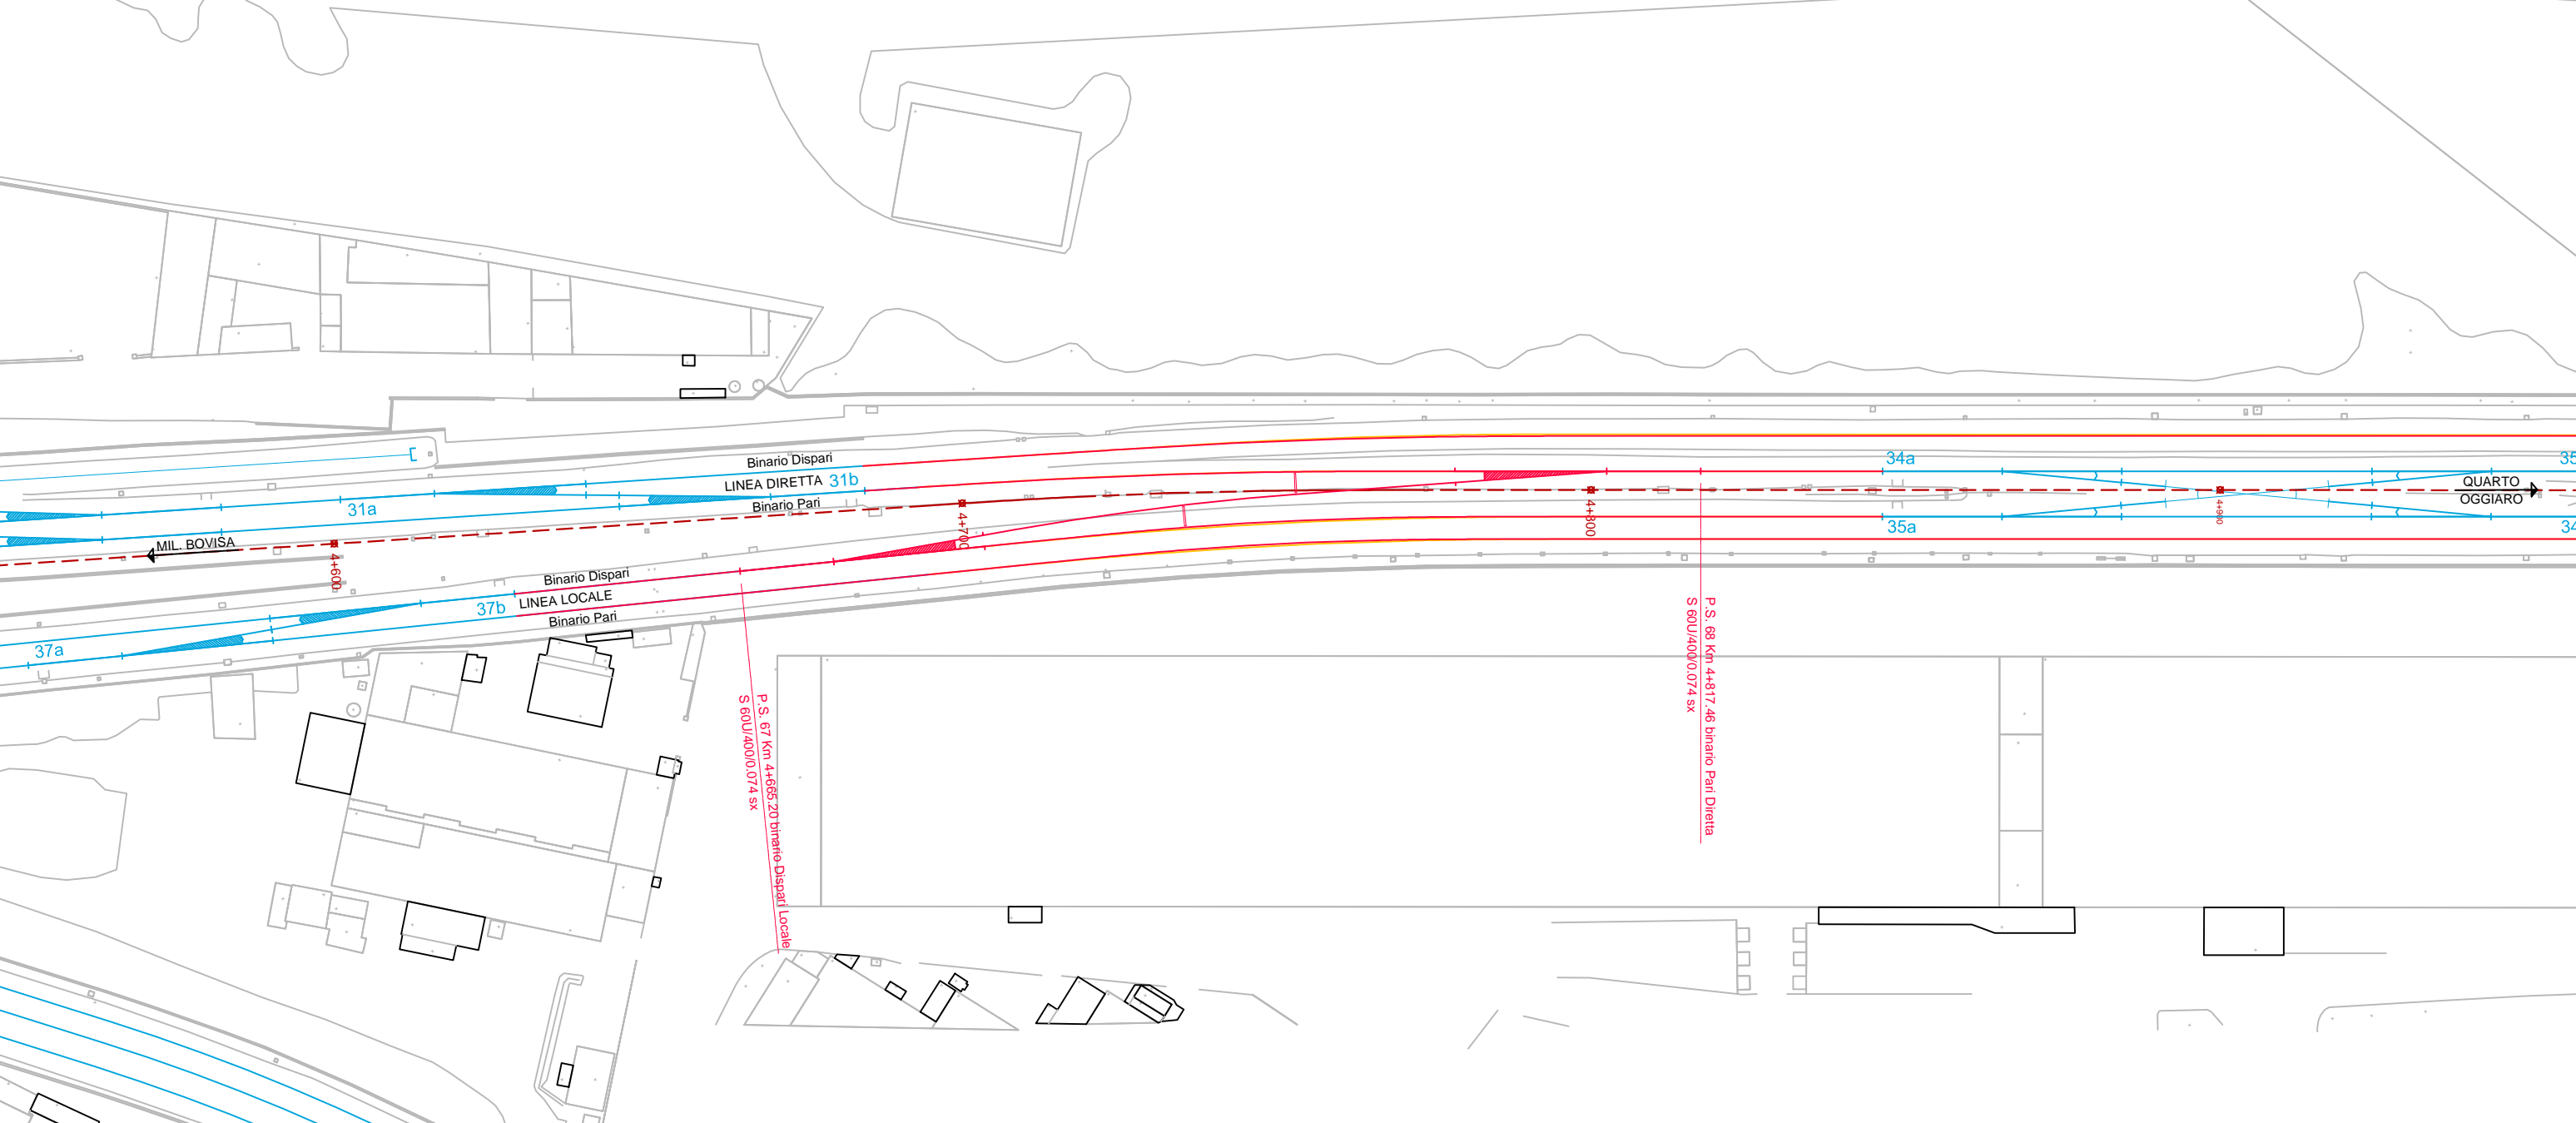 Binario Dispari
LINEA DIRETTA
31b
Binario Pari
31a
MIL. BOVISA
4+600
4+700
4+800
4+900
34a
35
QUARTO
OGGIARO
35a
34
Binario Dispari
37b
LINEA LOCALE
Binario Pari
37a
P.S. 67 Km 4+665.20 binario Dispari Locale
S 60U/400/0.074 sx
P.S. 68 Km 4+817.46 binario Pari Diretta
S 60U/400/0.074 sx